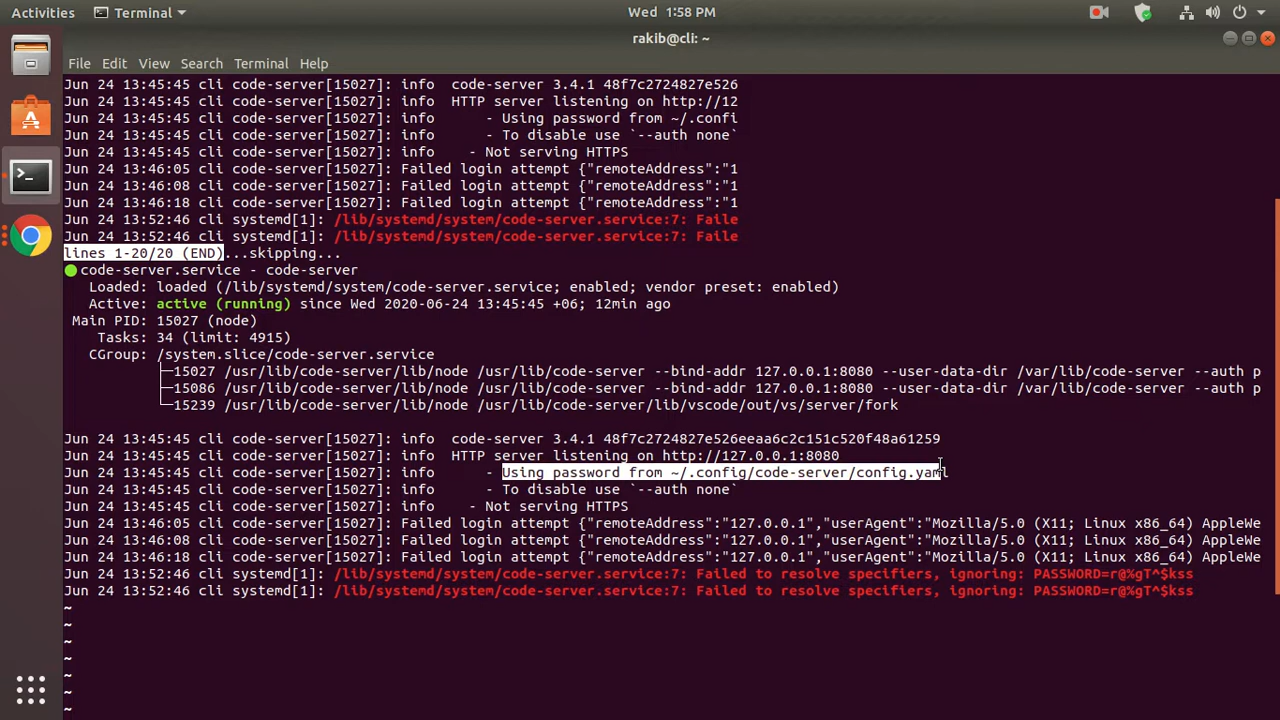 Activities Terminal Wed 1:58 PM
rakib@cli: ~
File Edit View Search Terminal Help
Jun 24 13:45:45 cli code-server[15027]: info  code-server 3.4.1 48f7c2724827e526
Jun 24 13:45:45 cli code-server[15027]: info  HTTP server listening on http://12
Jun 24 13:45:45 cli code-server[15027]: info      - Using password from ~/.confi
Jun 24 13:45:45 cli code-server[15027]: info      - To disable use `--auth none`
Jun 24 13:45:45 cli code-server[15027]: info    - Not serving HTTPS
Jun 24 13:46:05 cli code-server[15027]: Failed login attempt {"remoteAddress":"1
Jun 24 13:46:08 cli code-server[15027]: Failed login attempt {"remoteAddress":"1
Jun 24 13:46:18 cli code-server[15027]: Failed login attempt {"remoteAddress":"1
Jun 24 13:52:46 cli systemd[1]: /lib/systemd/system/code-server.service:7: Faile
Jun 24 13:52:46 cli systemd[1]: /lib/systemd/system/code-server.service:7: Faile
lines 1-20/20 (END)...skipping...
code-server.service - code-server
Loaded: loaded (/lib/systemd/system/code-server.service; enabled; vendor preset: enabled)
Active: active (running) since Wed 2020-06-24 13:45:45 +06; 12min ago
Main PID: 15027 (node)
Tasks: 34 (limit: 4915)
CGroup: /system.slice/code-server.service
├─15027 /usr/lib/code-server/lib/node /usr/lib/code-server --bind-addr 127.0.0.1:8080 --user-data-dir /var/lib/code-server --auth p
├─15086 /usr/lib/code-server/lib/node /usr/lib/code-server --bind-addr 127.0.0.1:8080 --user-data-dir /var/lib/code-server --auth p
└─15239 /usr/lib/code-server/lib/node /usr/lib/code-server/lib/vscode/out/vs/server/fork
Jun 24 13:45:45 cli code-server[15027]: info  code-server 3.4.1 48f7c2724827e526eeaa6c2c151c520f48a61259
Jun 24 13:45:45 cli code-server[15027]: info  HTTP server listening on http://127.0.0.1:8080
Jun 24 13:45:45 cli code-server[15027]: info      - Using password from ~/.config/code-server/config.yaml
Jun 24 13:45:45 cli code-server[15027]: info      - To disable use `--auth none`
Jun 24 13:45:45 cli code-server[15027]: info    - Not serving HTTPS
Jun 24 13:46:05 cli code-server[15027]: Failed login attempt {"remoteAddress":"127.0.0.1","userAgent":"Mozilla/5.0 (X11; Linux x86_64) AppleWe
Jun 24 13:46:08 cli code-server[15027]: Failed login attempt {"remoteAddress":"127.0.0.1","userAgent":"Mozilla/5.0 (X11; Linux x86_64) AppleWe
Jun 24 13:46:18 cli code-server[15027]: Failed login attempt {"remoteAddress":"127.0.0.1","userAgent":"Mozilla/5.0 (X11; Linux x86_64) AppleWe
Jun 24 13:52:46 cli systemd[1]: /lib/systemd/system/code-server.service:7: Failed to resolve specifiers, ignoring: PASSWORD=r@%gT^$kss
Jun 24 13:52:46 cli systemd[1]: /lib/systemd/system/code-server.service:7: Failed to resolve specifiers, ignoring: PASSWORD=r@%gT^$kss
~
~
~
~
~
~
~